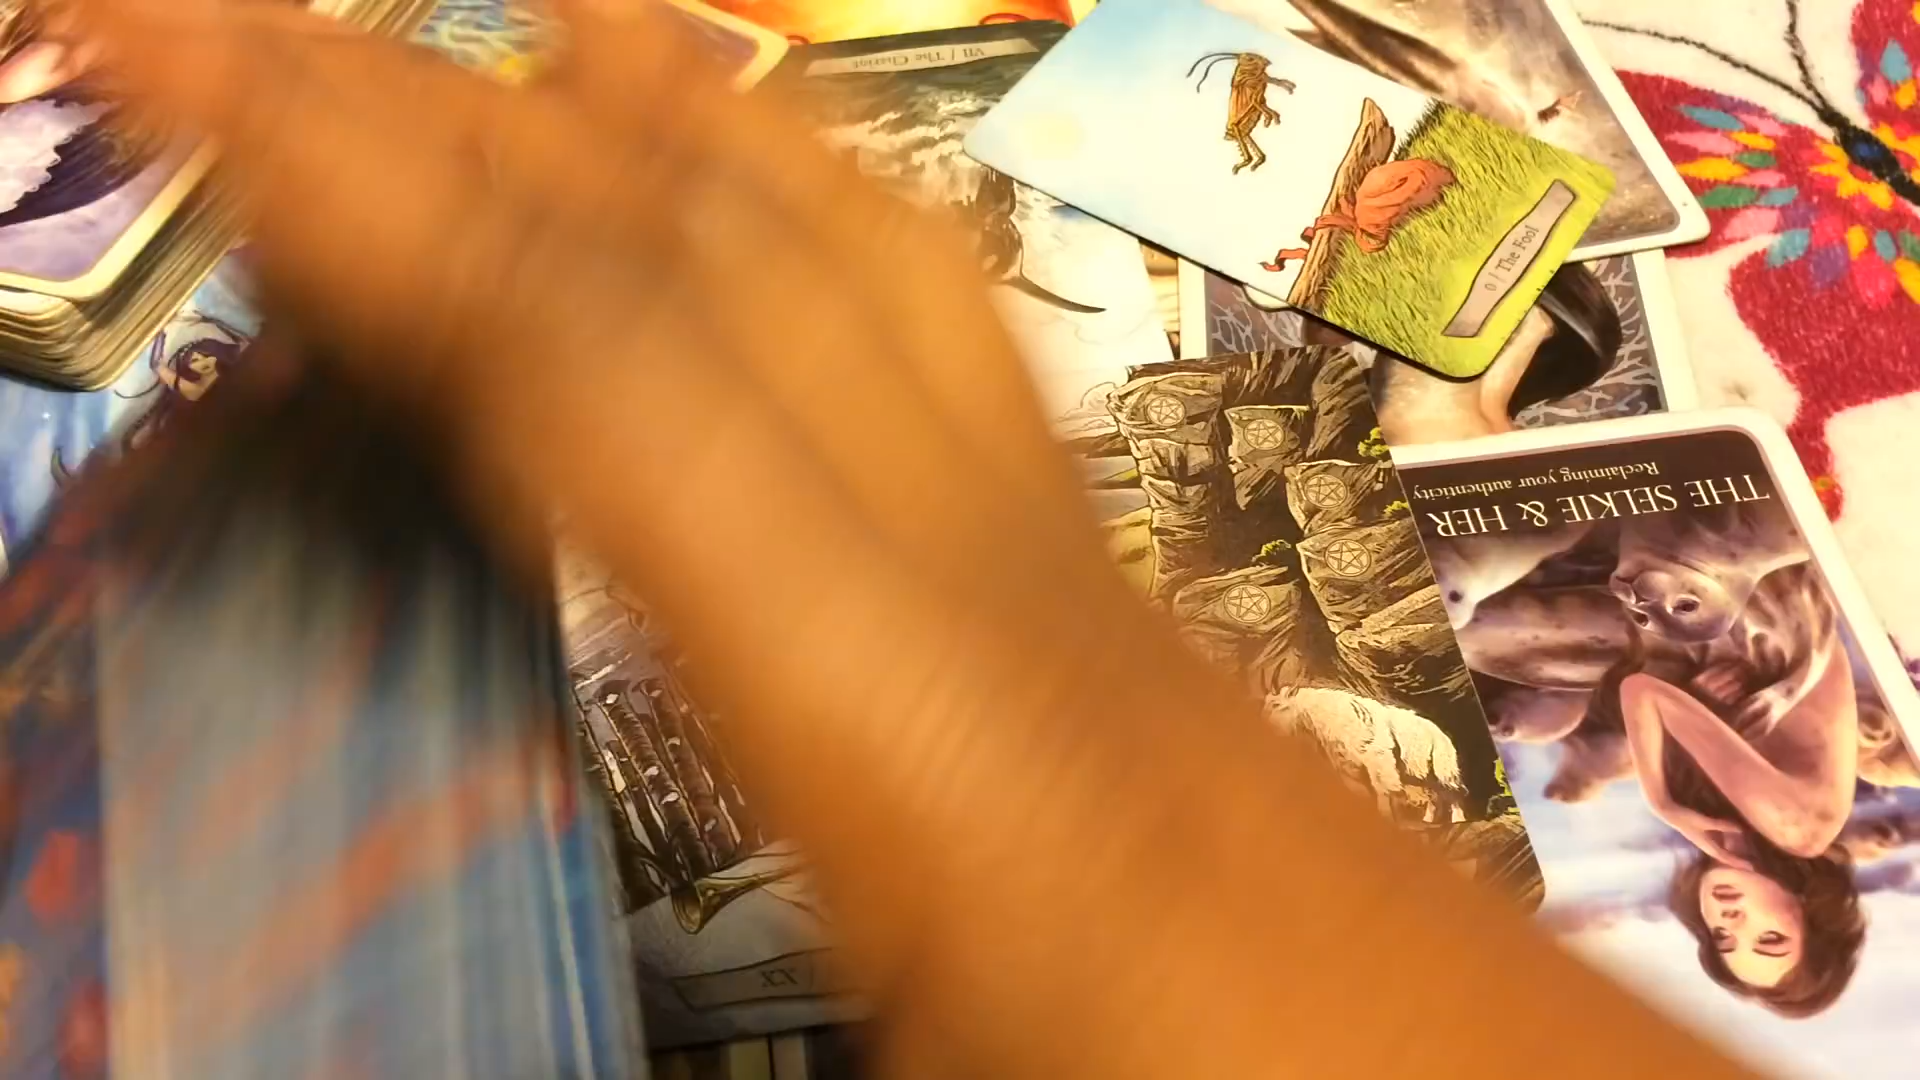 VII / The Chariot
0 / The Fool
THE SELKIE & HER
Reclaiming your authenticity
XX /